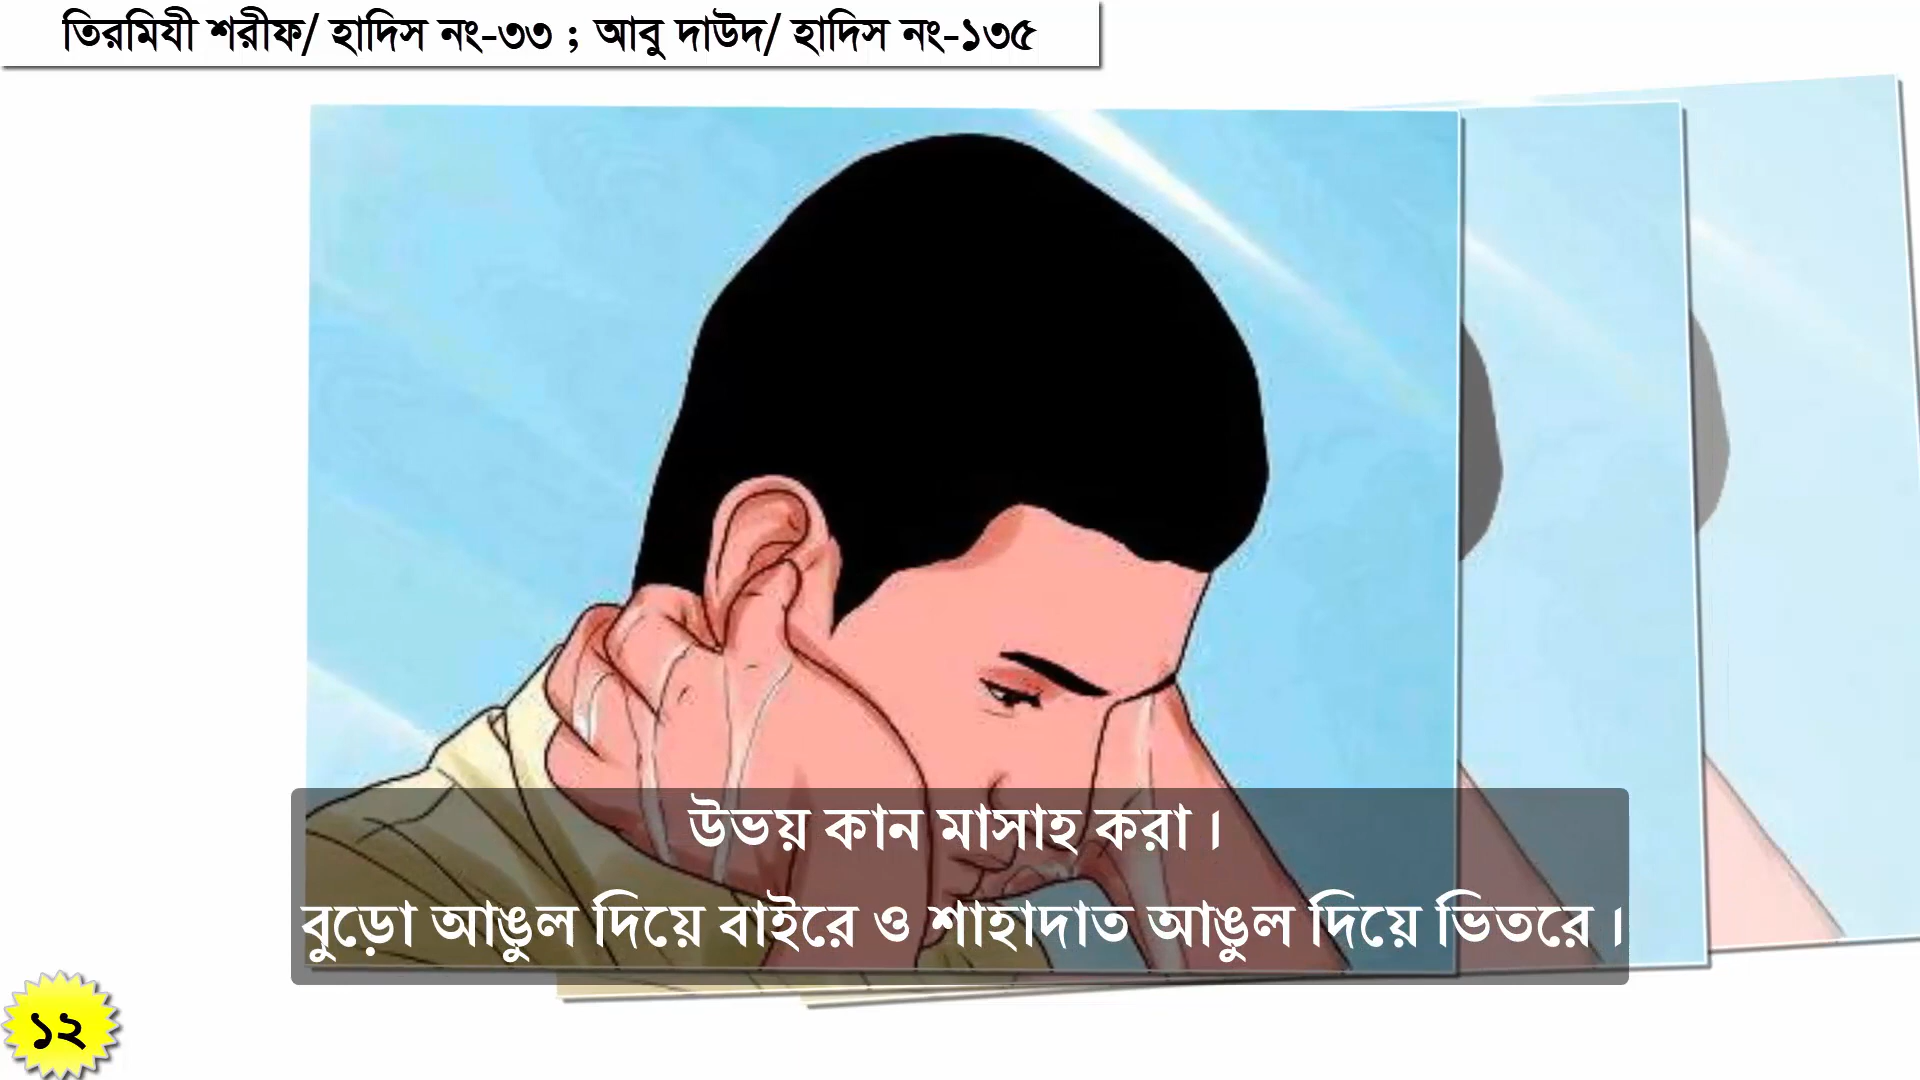 তিরমিযী শরীফ/ হাদিস নং-৩৩ ; আবু দাউদ/ হাদিস নং-১৩৫
উভয় কান মাসাহ করা।
বুড়ো আঙুল দিয়ে বাইরে ও শাহাদাত আঙুল দিয়ে ভিতরে।
১২